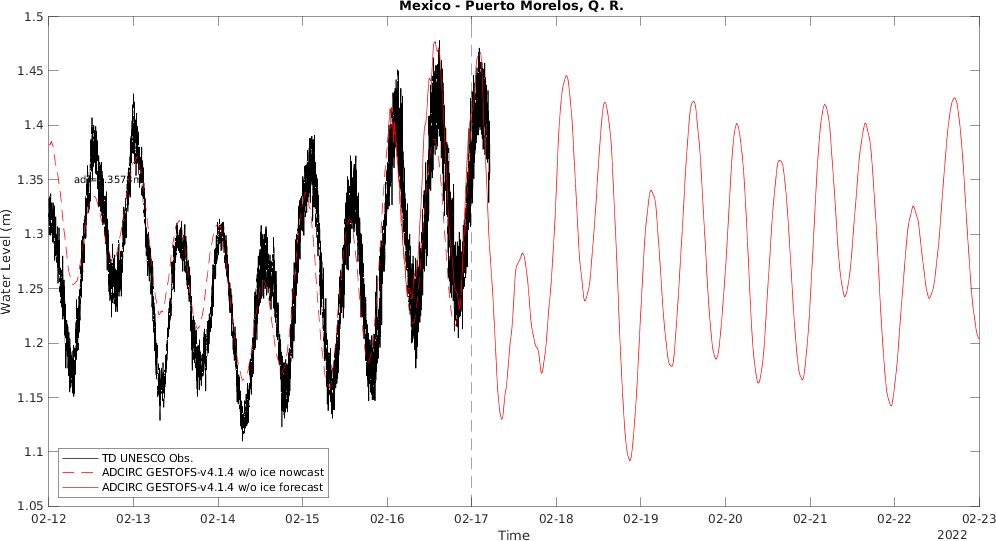 Mexico - Puerto Morelos, Q. R.
1.5
1.45
1.4
1.35
1.3
1.25
1.2
1.15
1.1
1.05
Water Level (m)
TD UNESCO Obs.
ADCIRC GESTOFS-v4.1.4 w/o ice nowcast
ADCIRC GESTOFS-v4.1.4 w/o ice forecast
02-12 02-13 02-14 02-15 02-16 02-17 02-18 02-19 02-20 02-21 02-22 02-23
Time
2022